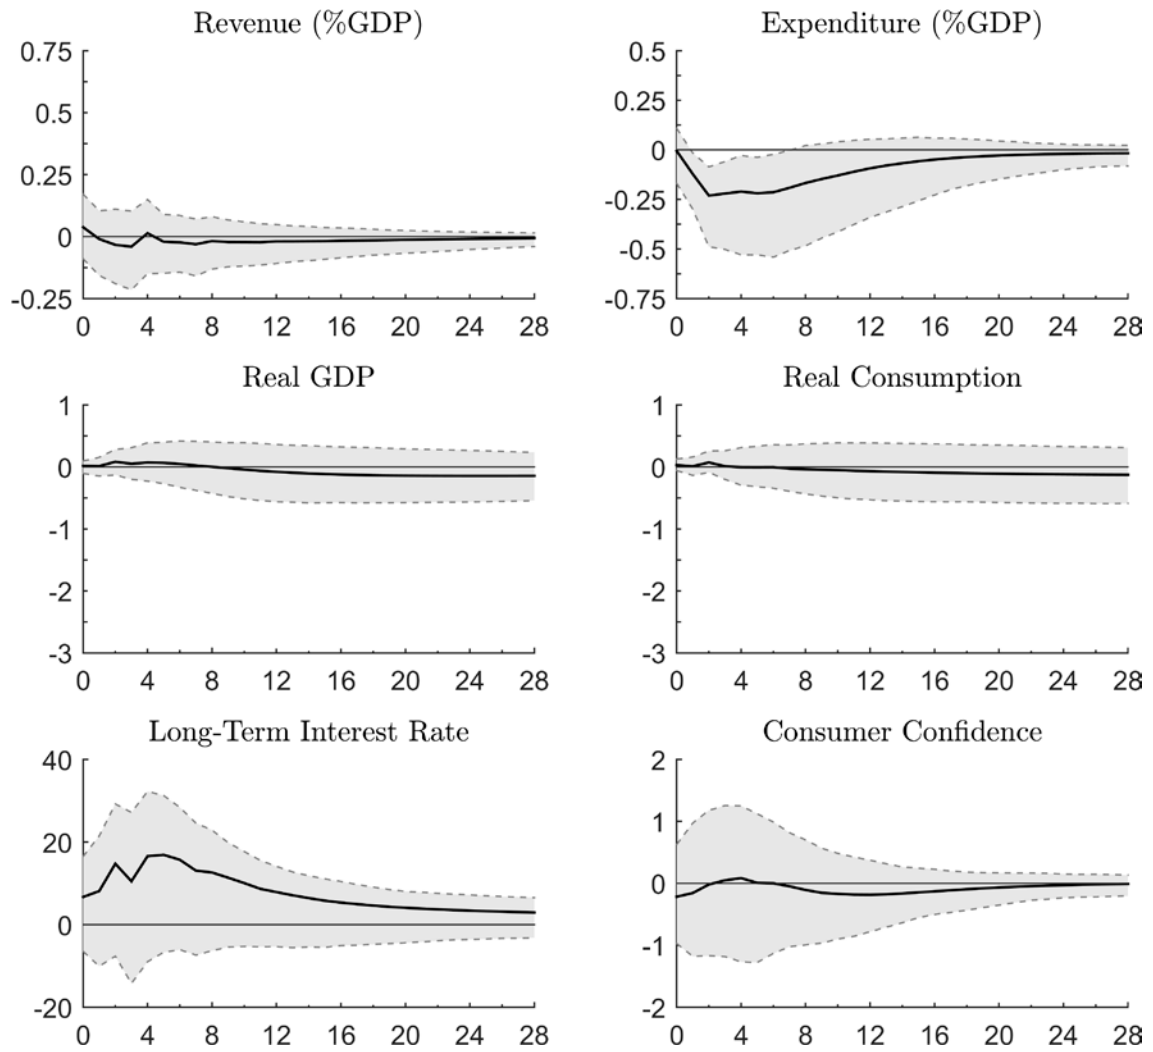 Revenue (%GDP)
0.75
0.5
0.25
0
-0.25
0 4 8 12 16 20 24 28
Expenditure (%GDP)
0.5
0.25
0
-0.25
-0.5
-0.75
0 4 8 12 16 20 24 28
Real GDP
1
0
-1
-2
-3
0 4 8 12 16 20 24 28
Real Consumption
1
0
-1
-2
-3
0 4 8 12 16 20 24 28
Long-Term Interest Rate
40
20
0
-20
0 4 8 12 16 20 24 28
Consumer Confidence
2
1
0
-1
-2
0 4 8 12 16 20 24 28